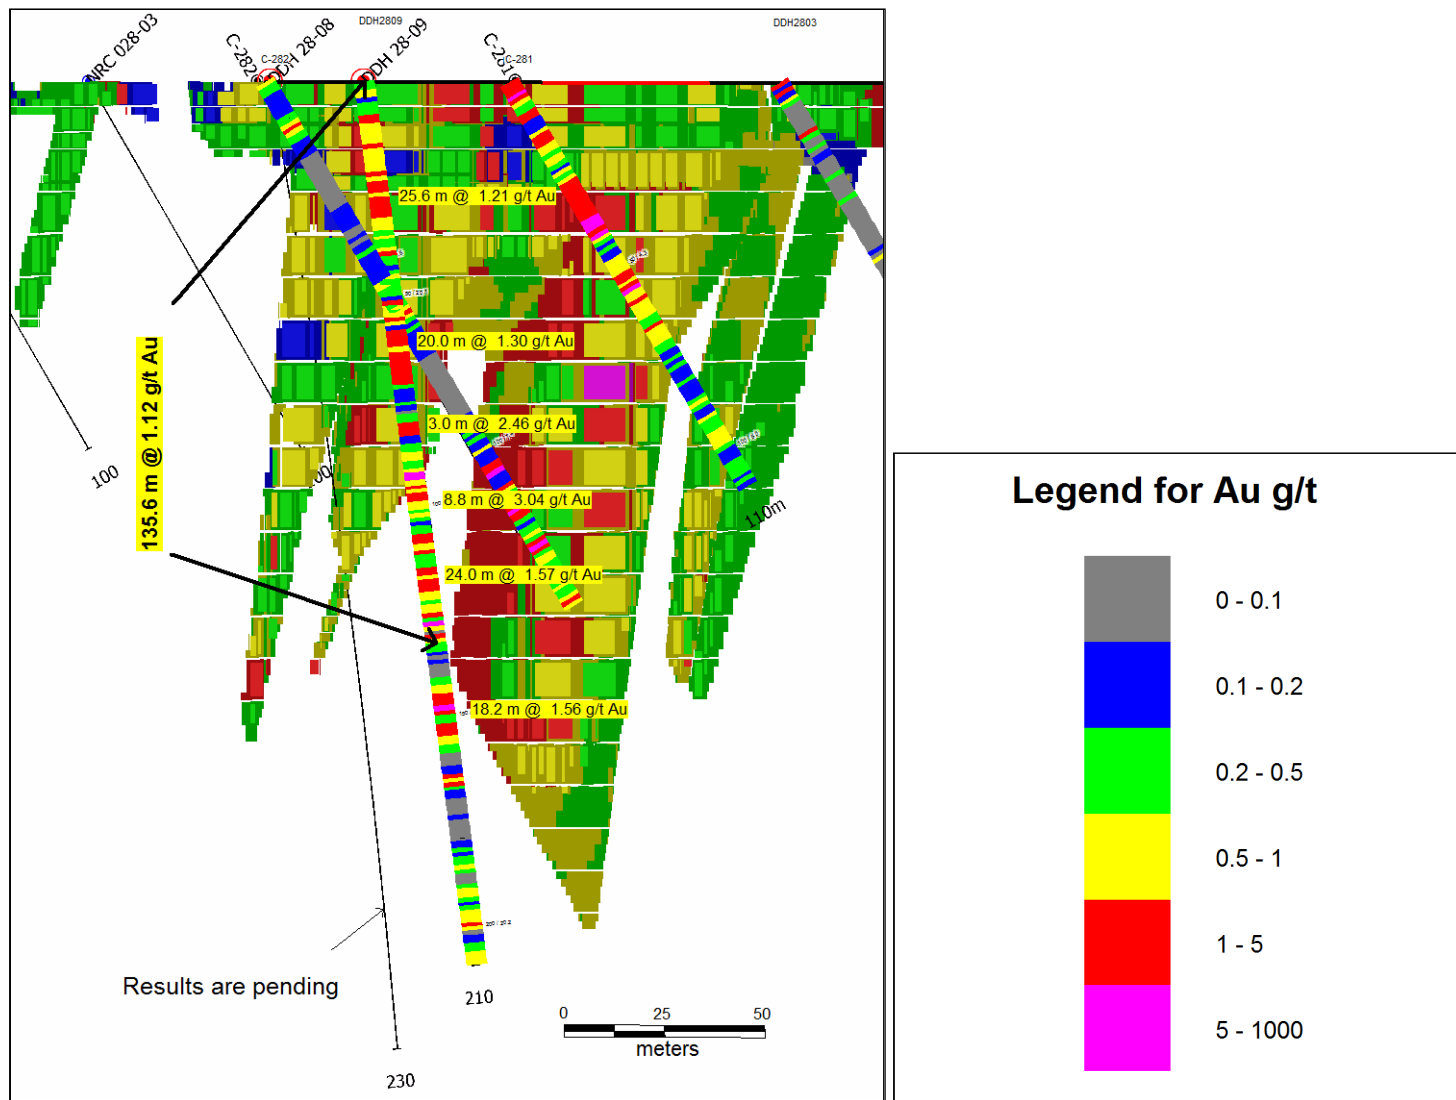 DDH2809
DDH2803
NRC 028-03
C-282
C-282
DDH 28-08
DDH 28-09
C-281
C-281
25.6 m @ 1.21 g/t Au
20.0 m @ 1.30 g/t Au
135.6 m @ 1.12 g/t Au
3.0 m @ 2.46 g/t Au
8.8 m @ 3.04 g/t Au
24.0 m @ 1.57 g/t Au
18.2 m @ 1.56 g/t Au
100
110m
Results are pending
210
230
0 25 50
meters
Legend for Au g/t
0 - 0.1
0.1 - 0.2
0.2 - 0.5
0.5 - 1
1 - 5
5 - 1000